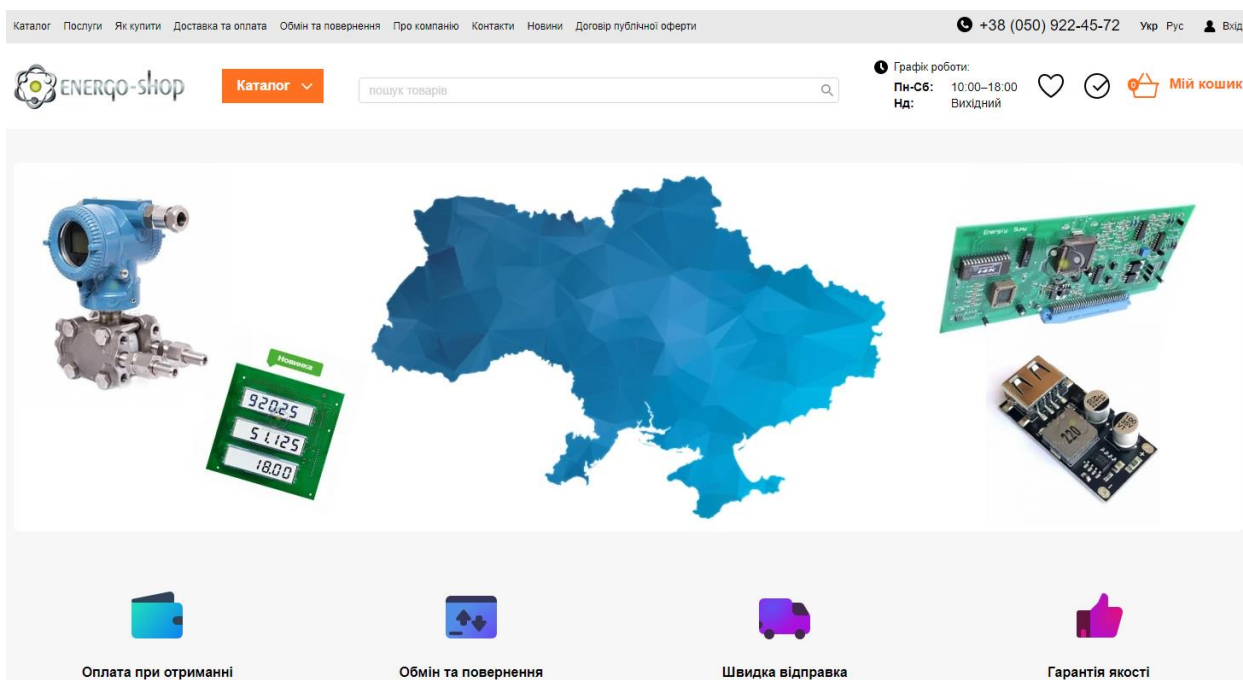 Каталог Послуги Як купити Доставка та оплата Обмін та повернення Про компанію Контакти Новини Договір публічної оферти +38 (050) 922-45-72 Укр Рус Вхід
ENERGO-SHOP
Каталог
пошук товарів
Графік роботи:
Пн-Сб: 10:00–18:00
Нд: Вихідний
0 Мій кошик
Новинка
920.25
51.125
18.00
220
Оплата при отриманні
Обмін та повернення
Швидка відправка
Гарантія якості